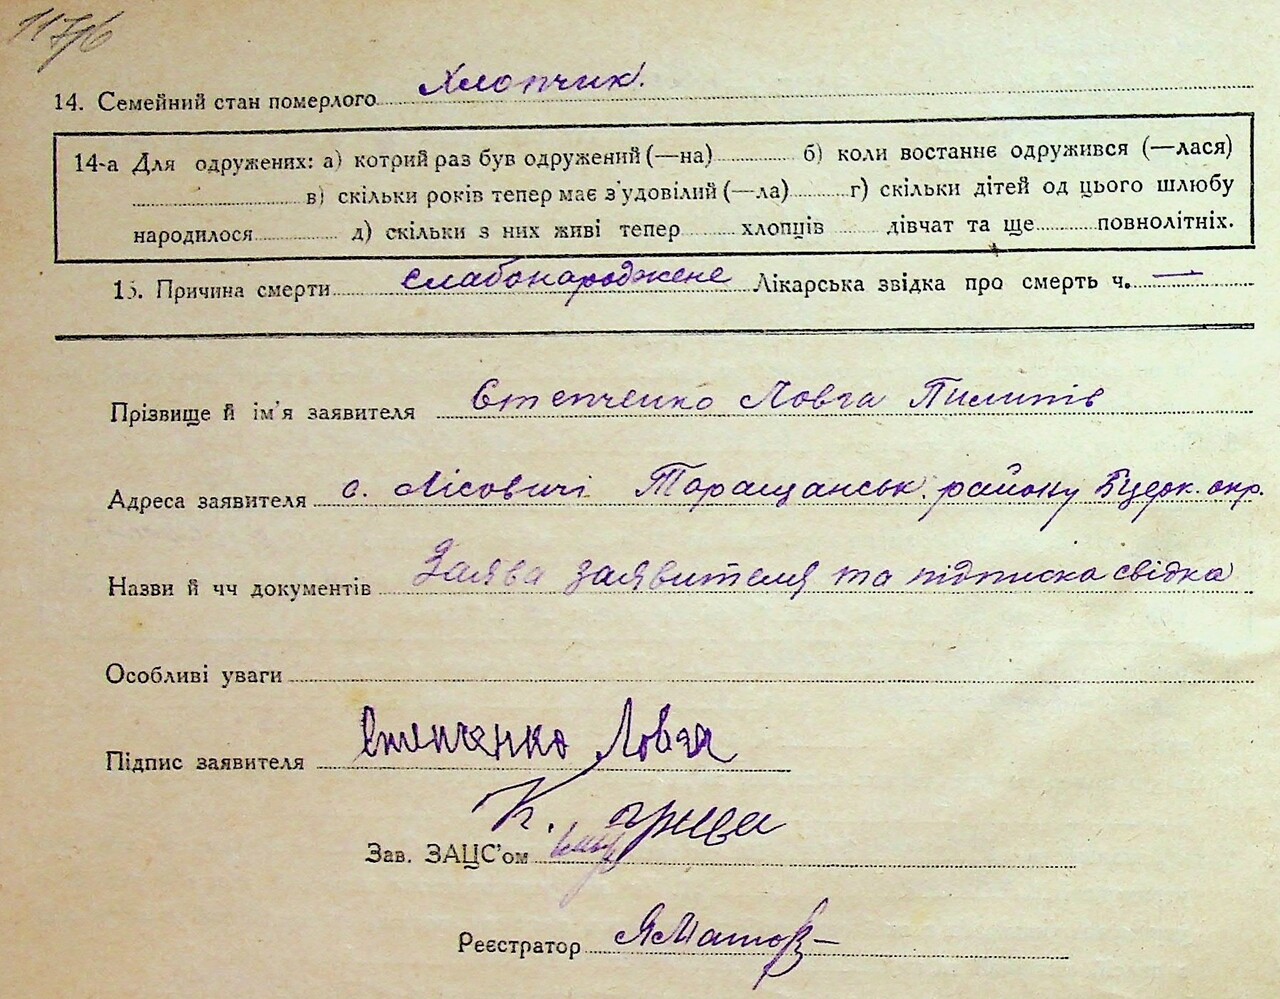 1176
14. Семейний стан померлого Хлопчик.
14-а Для одружених: а) котрий раз був одружений (—на) б) коли востаннє одружився (—лася)
в) скільки років тепер має з'удовілий (—ла) г) скільки дітей од цього шлюбу
народилося д) скільки з них живі тепер хлопців дівчат та ще повнолітніх.
15. Причина смерти слабонароджене Лікарська звідка про смерть ч. —
Прізвище й ім'я заявителя Степченко Ловга Пилипів
Адреса заявителя с. Лісовичі Таращанськ. району Бцерк. окр.
Назви й чч документів Заява заявителя та підписка свідка
Особливі уваги
Підпис заявителя Степченко Ловга
К.
Зав. ЗАЦС'ом
Реєстратор